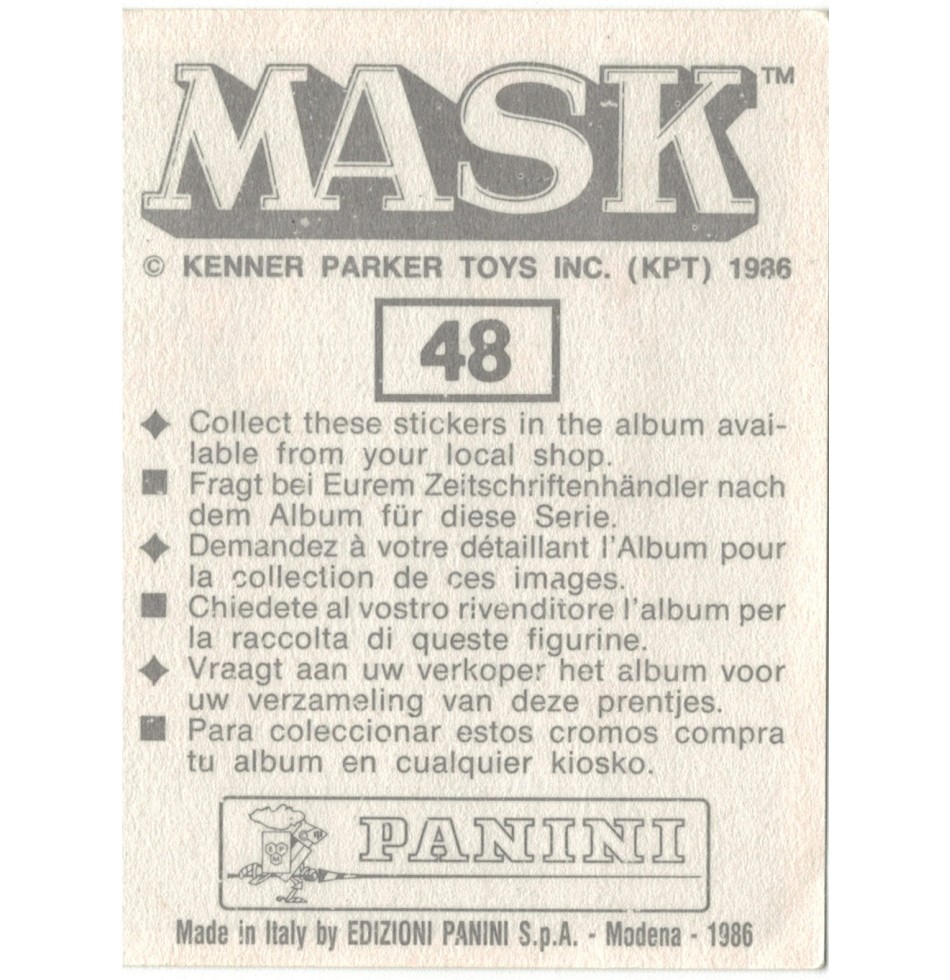 MASK™
© KENNER PARKER TOYS INC. (KPT) 1986
48
◆ Collect these stickers in the album avai-
lable from your local shop.
■ Fragt bei Eurem Zeitschriftenhändler nach
dem Album für diese Serie.
◆ Demandez à votre détaillant l'Album pour
la collection de ces images.
■ Chiedete al vostro rivenditore l'album per
la raccolta di queste figurine.
◆ Vraagt aan uw verkoper het album voor
uw verzameling van deze prentjes.
■ Para coleccionar estos cromos compra
tu album en cualquier kiosko.
PANINI
Made in Italy by EDIZIONI PANINI S.p.A. - Modena - 1986